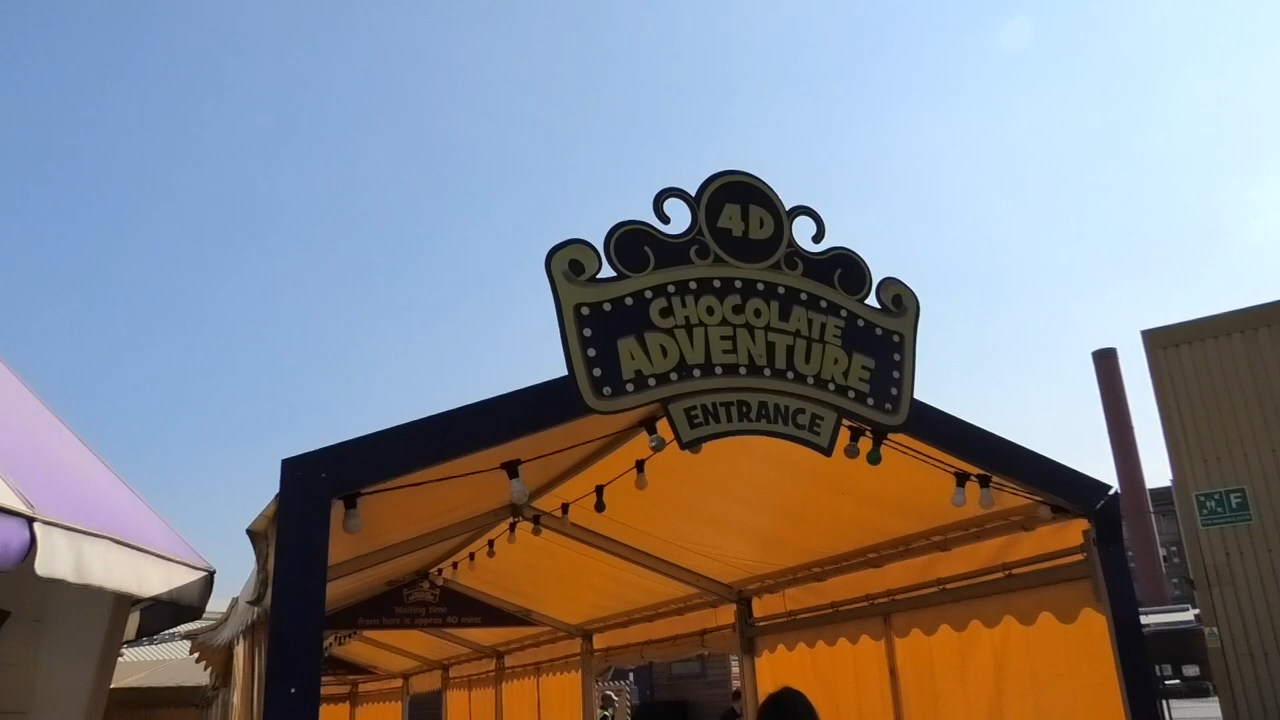 4D
CHOCOLATE
ADVENTURE
ENTRANCE
Waiting time
from here is approx 40 mins
F